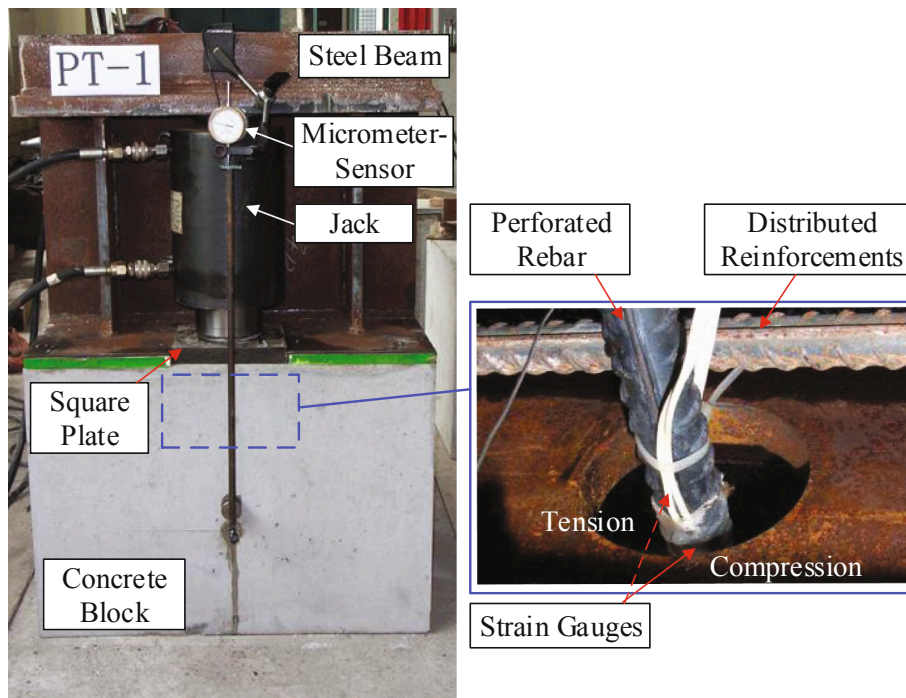 PT-1
Steel Beam
Micrometer-
Sensor
Jack
Square
Plate
Concrete
Block
Perforated
Rebar
Distributed
Reinforcements
Tension
Compression
Strain Gauges